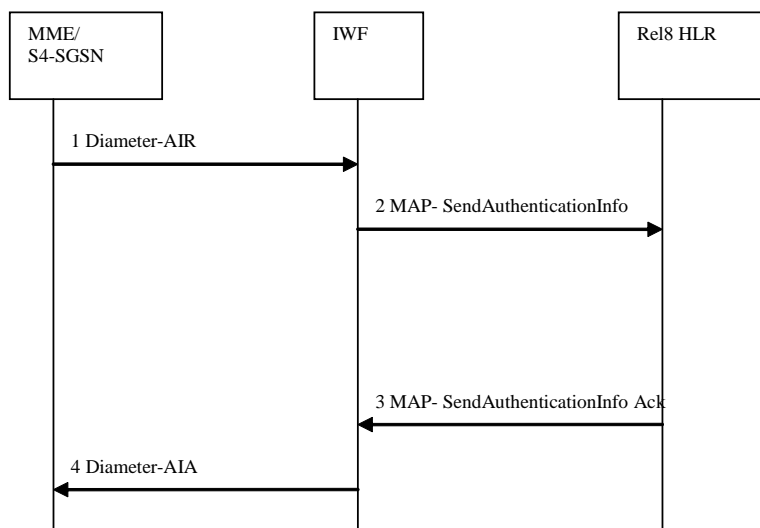 MME/
S4-SGSN
IWF
Rel8 HLR
1 Diameter-AIR
2 MAP- SendAuthenticationInfo
3 MAP- SendAuthenticationInfo Ack
4 Diameter-AIA